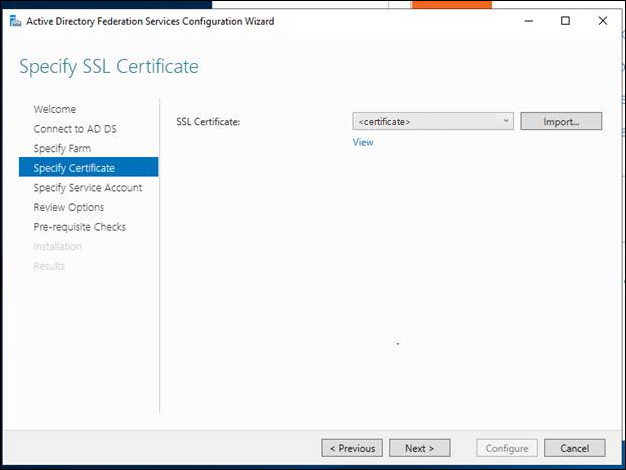 Active Directory Federation Services Configuration Wizard
Specify SSL Certificate
Welcome
Connect to AD DS
Specify Farm
Specify Certificate
Specify Service Account
Review Options
Pre-requisite Checks
Installation
Results
SSL Certificate:
<certificate>
Import...
View
< Previous
Next >
Configure
Cancel